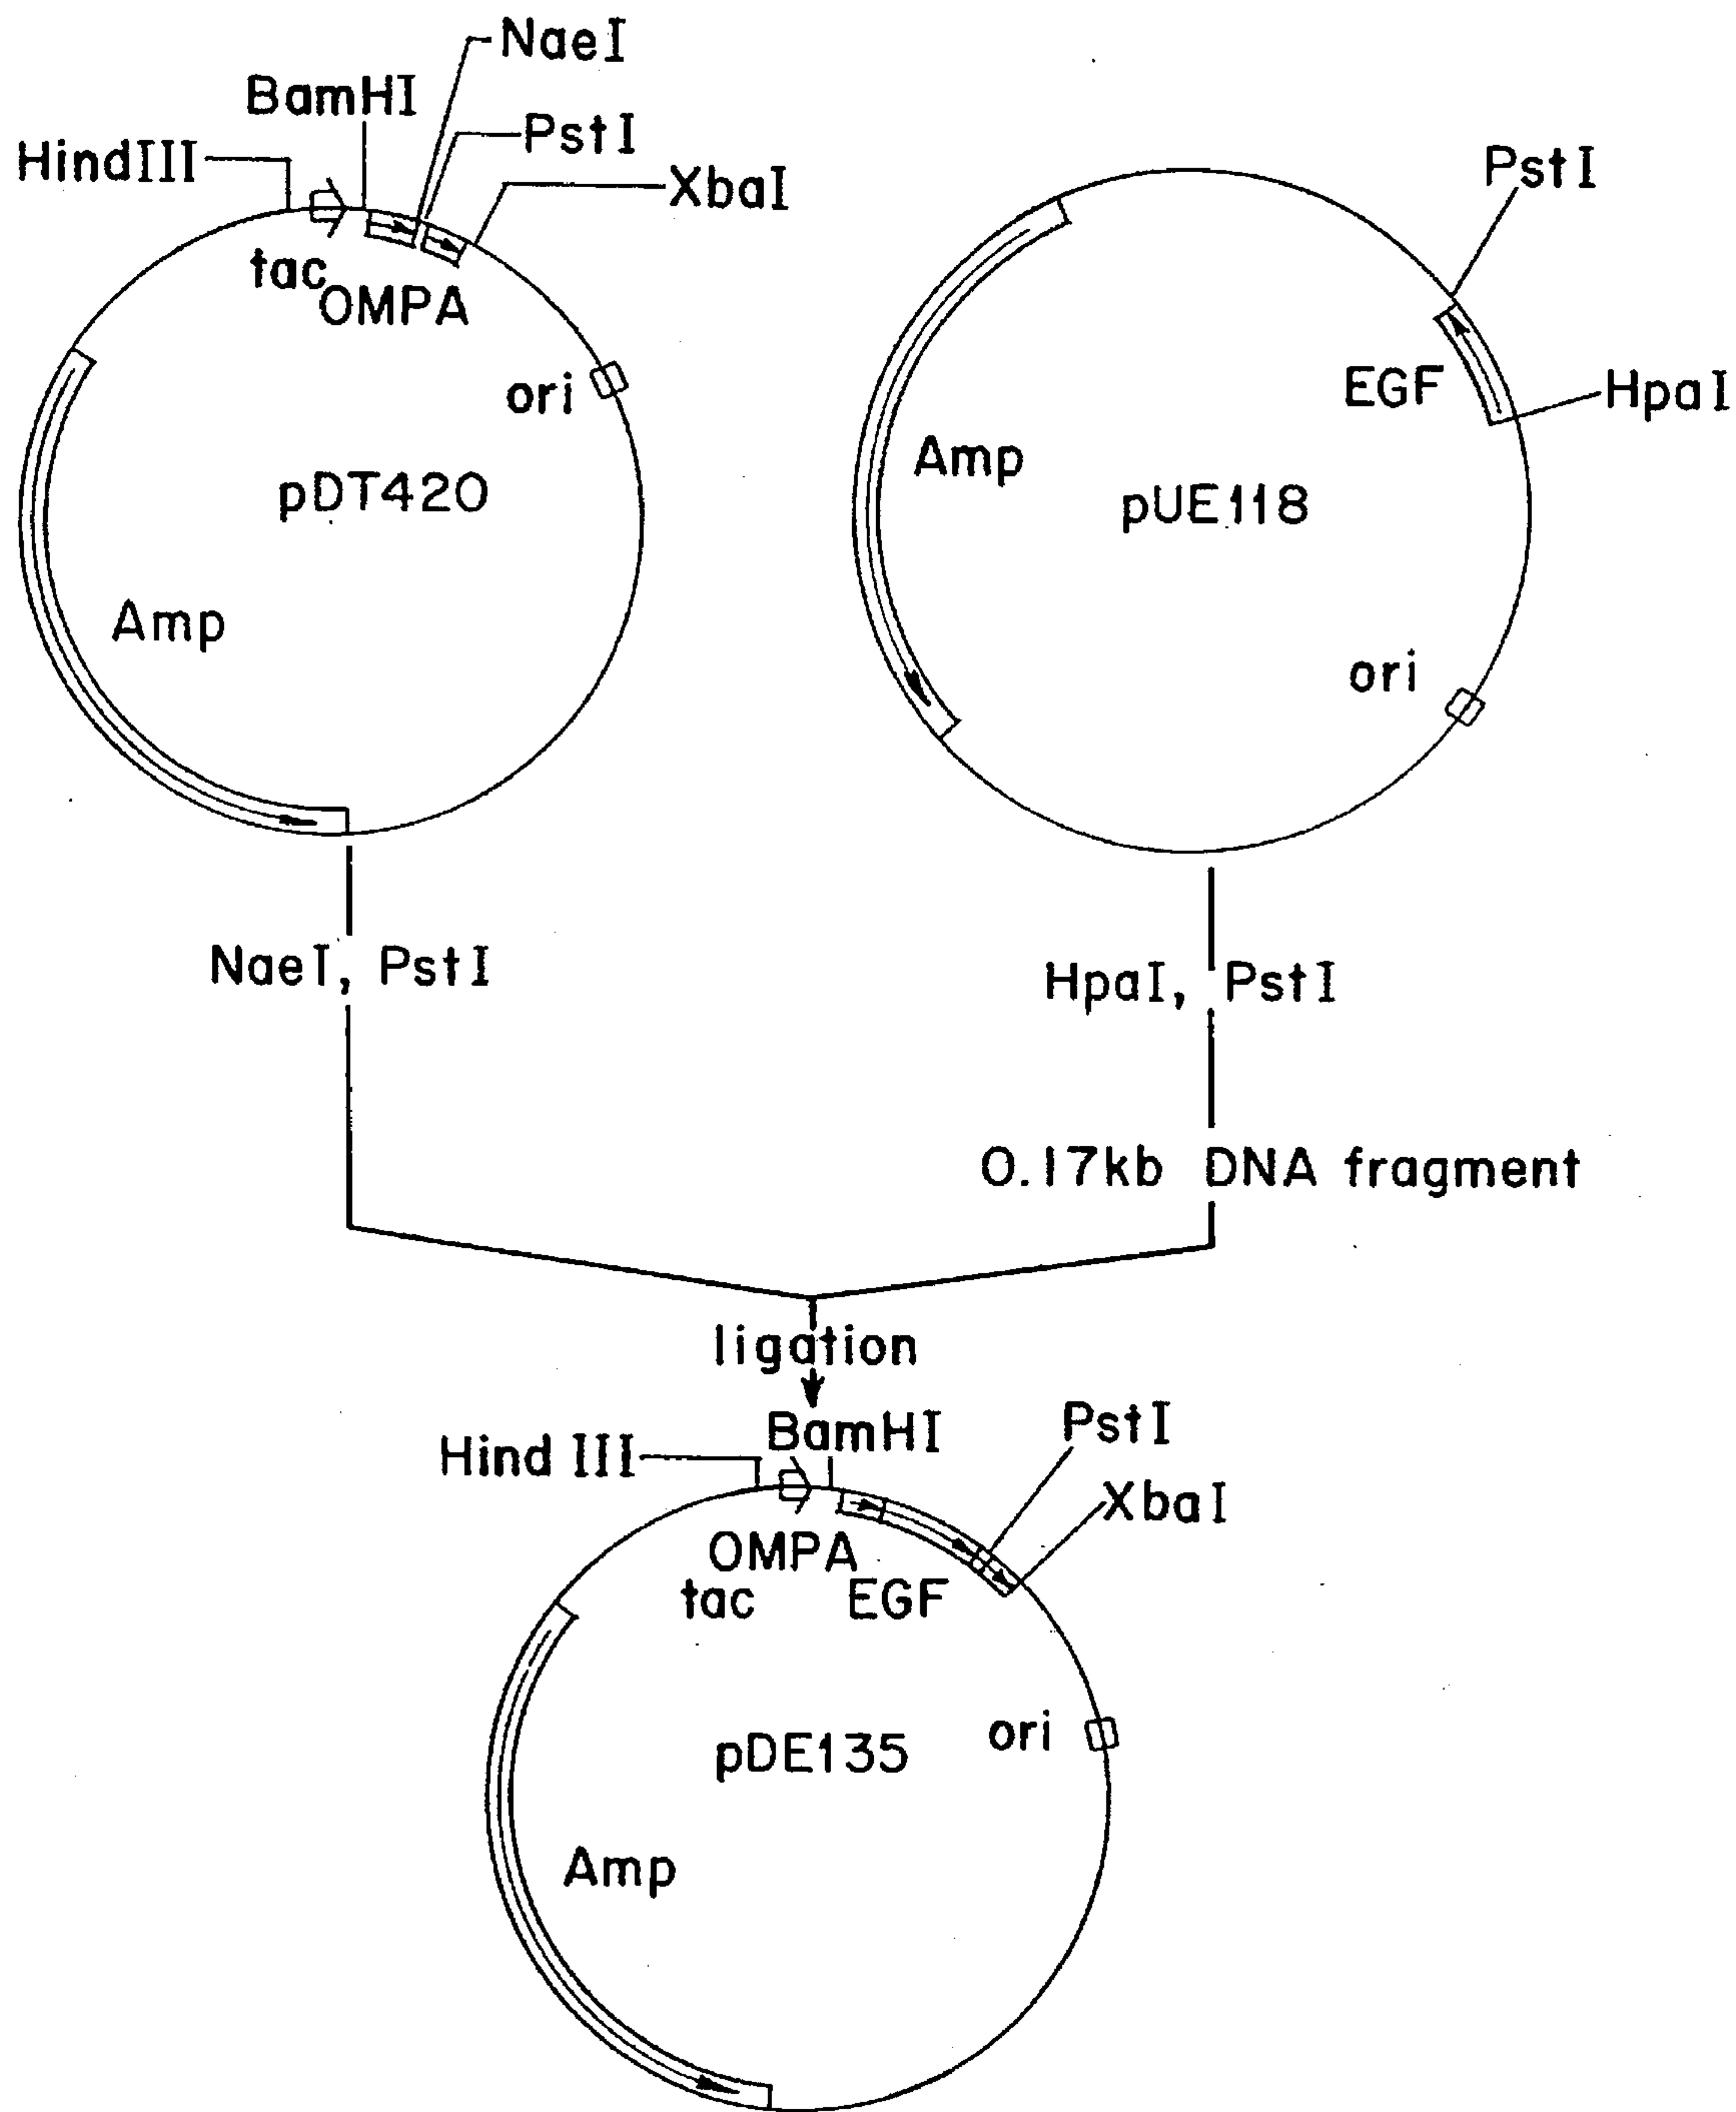 NaeI
BamHI
PstI
HindIII
XbaI
tac
OMPA
ori
pDT420
Amp
PstI
EGF
HpaI
Amp
pUE118
ori
NaeI, PstI
HpaI, PstI
0.17kb DNA fragment
ligation
BamHI
PstI
Hind III
XbaI
OMPA
tac
EGF
ori
pDE135
Amp